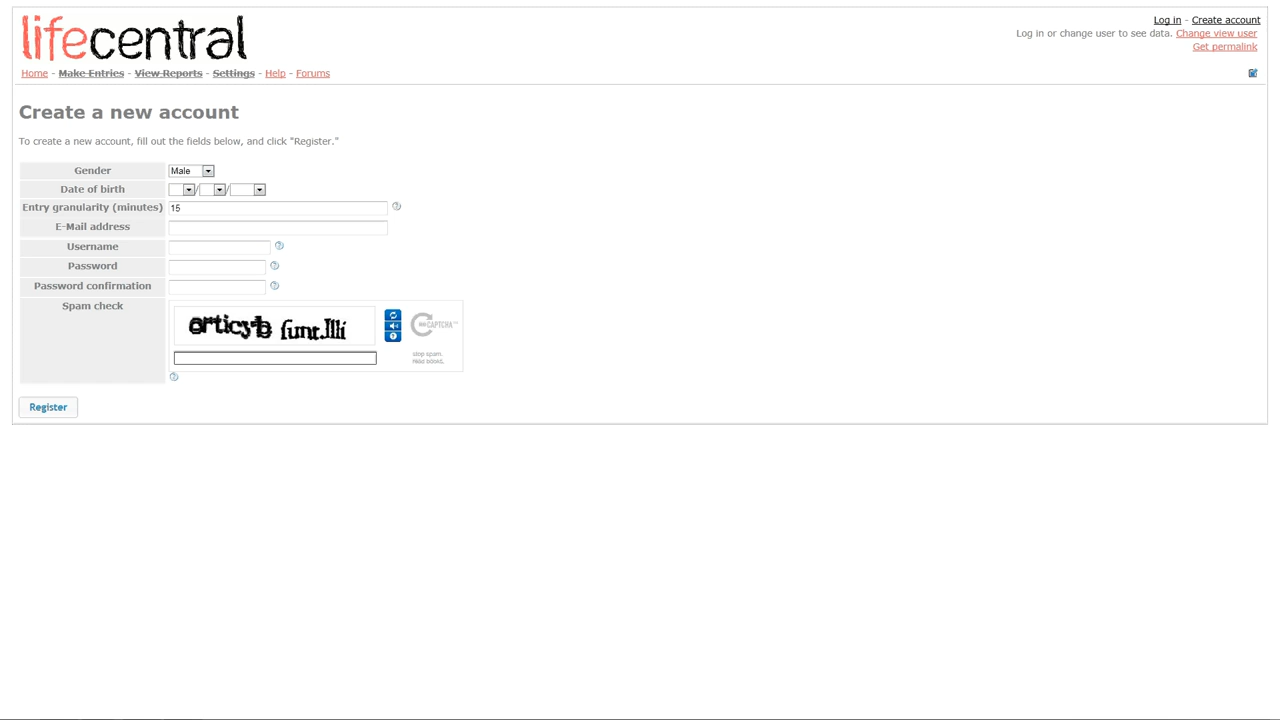 lifecentral
Log in - Create account
Log in or change user to see data. Change view user
Get permalink
Home - Make Entries - View Reports - Settings - Help - Forums
Create a new account
To create a new account, fill out the fields below, and click "Register."
Gender Male
Date of birth / /
Entry granularity (minutes) 15
E-Mail address
Username
Password
Password confirmation
Spam check
reCAPTCHA™
stop spam.
read books.
Register